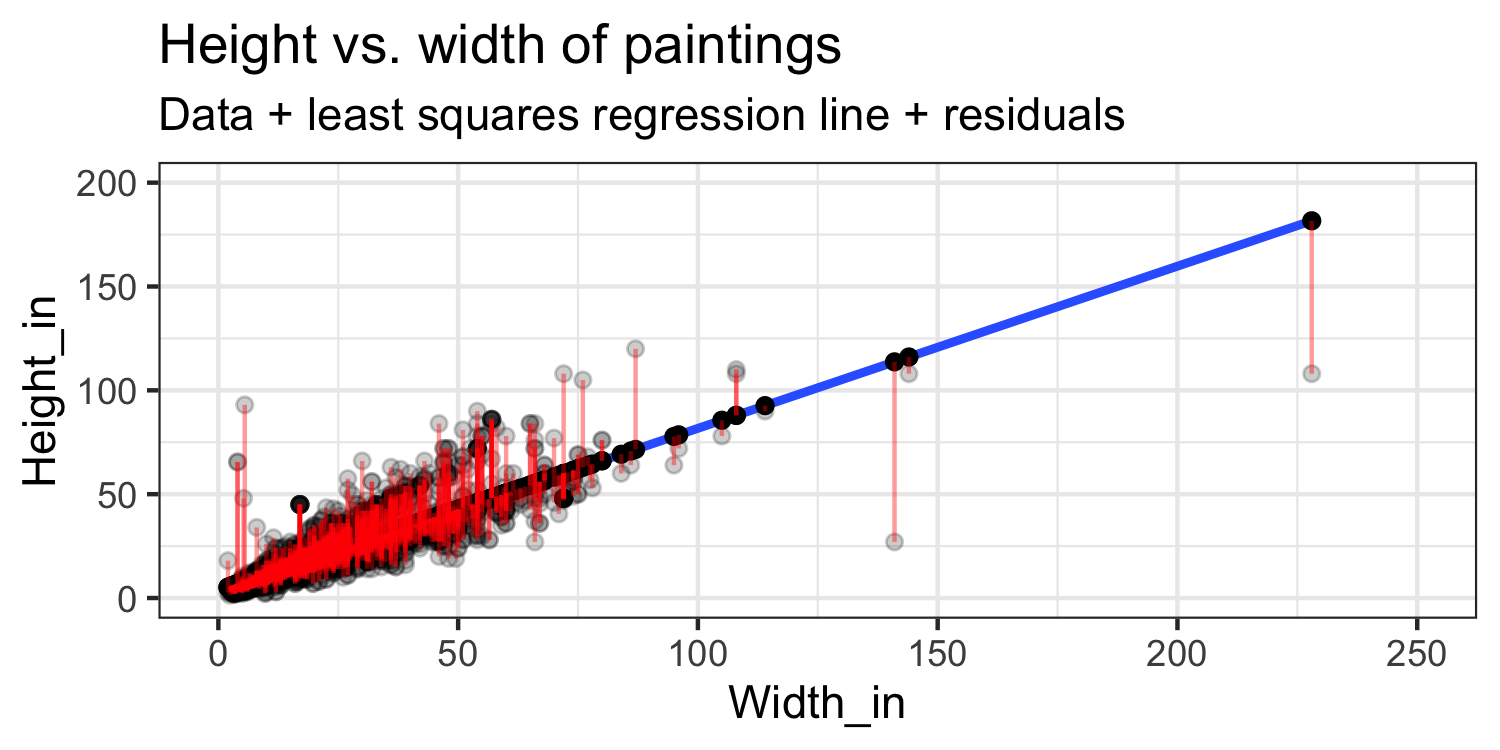 Height vs. width of paintings
Data + least squares regression line + residuals
200
150
100
50
0
Height_in
0 50 100 150 200 250
Width_in